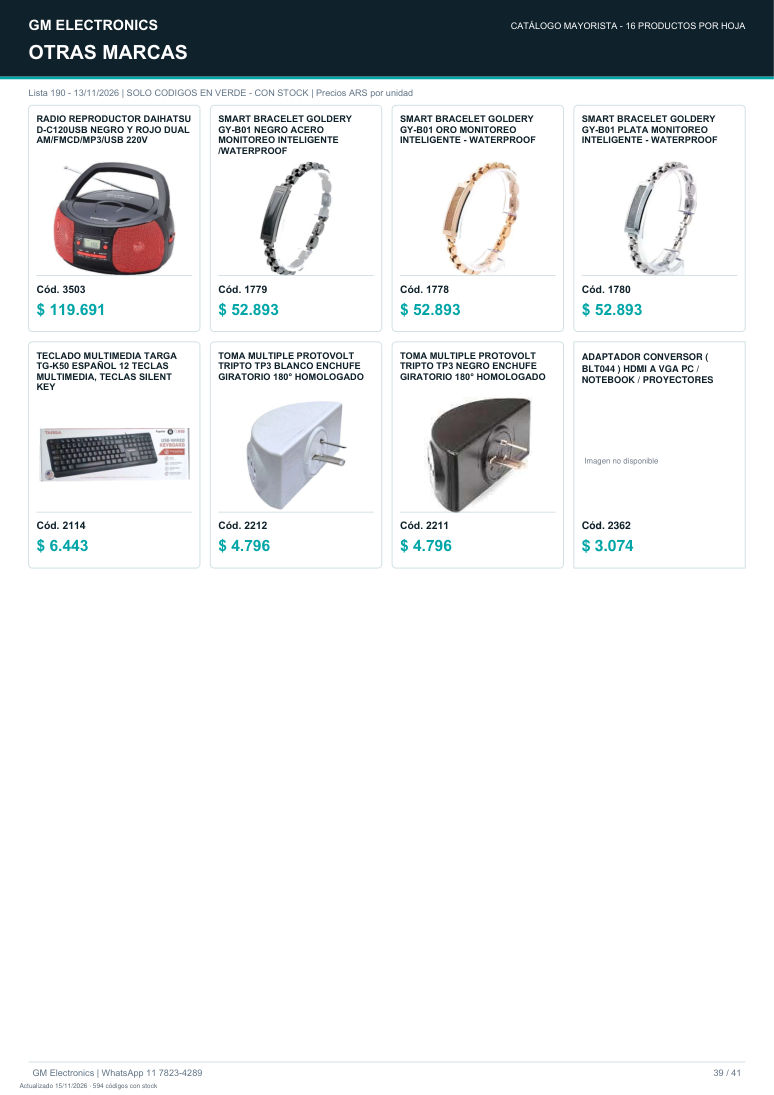 GM ELECTRONICS
CATÁLOGO MAYORISTA - 16 PRODUCTOS POR HOJA
OTRAS MARCAS
Lista 190 - 13/11/2026 | SOLO CODIGOS EN VERDE - CON STOCK | Precios ARS por unidad
RADIO REPRODUCTOR DAIHATSU
D-C120USB NEGRO Y ROJO DUAL
AM/FMCD/MP3/USB 220V
Cód. 3503
$ 119.691
SMART BRACELET GOLDERY
GY-B01 NEGRO ACERO
MONITOREO INTELIGENTE
/WATERPROOF
Cód. 1779
$ 52.893
SMART BRACELET GOLDERY
GY-B01 ORO MONITOREO
INTELIGENTE - WATERPROOF
Cód. 1778
$ 52.893
SMART BRACELET GOLDERY
GY-B01 PLATA MONITOREO
INTELIGENTE - WATERPROOF
Cód. 1780
$ 52.893
TECLADO MULTIMEDIA TARGA
TG-K50 ESPAÑOL 12 TECLAS
MULTIMEDIA, TECLAS SILENT
KEY
TARGA
USB WIRED
KEYBOARD
Cód. 2114
$ 6.443
TOMA MULTIPLE PROTOVOLT
TRIPTO TP3 BLANCO ENCHUFE
GIRATORIO 180° HOMOLOGADO
Cód. 2212
$ 4.796
TOMA MULTIPLE PROTOVOLT
TRIPTO TP3 NEGRO ENCHUFE
GIRATORIO 180° HOMOLOGADO
Cód. 2211
$ 4.796
ADAPTADOR CONVERSOR (
BLT044 ) HDMI A VGA PC /
NOTEBOOK / PROYECTORES
Imagen no disponible
Cód. 2362
$ 3.074
GM Electronics | WhatsApp 11 7823-4289
39 / 41
Actualizado 15/11/2026 · 594 códigos con stock